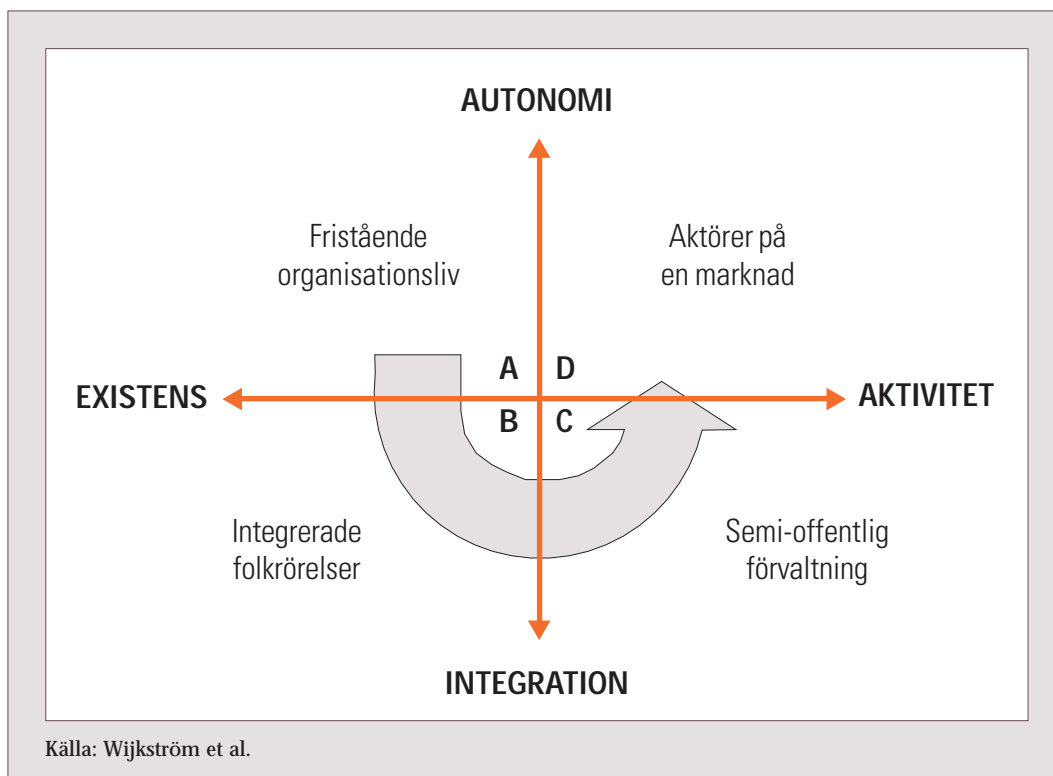 AUTONOMI
Fristående
organisationsliv
Aktörer på
en marknad
A D
EXISTENS
AKTIVITET
B C
Integrerade
folkrörelser
Semi-offentlig
förvaltning
INTEGRATION
Källa: Wijkström et al.